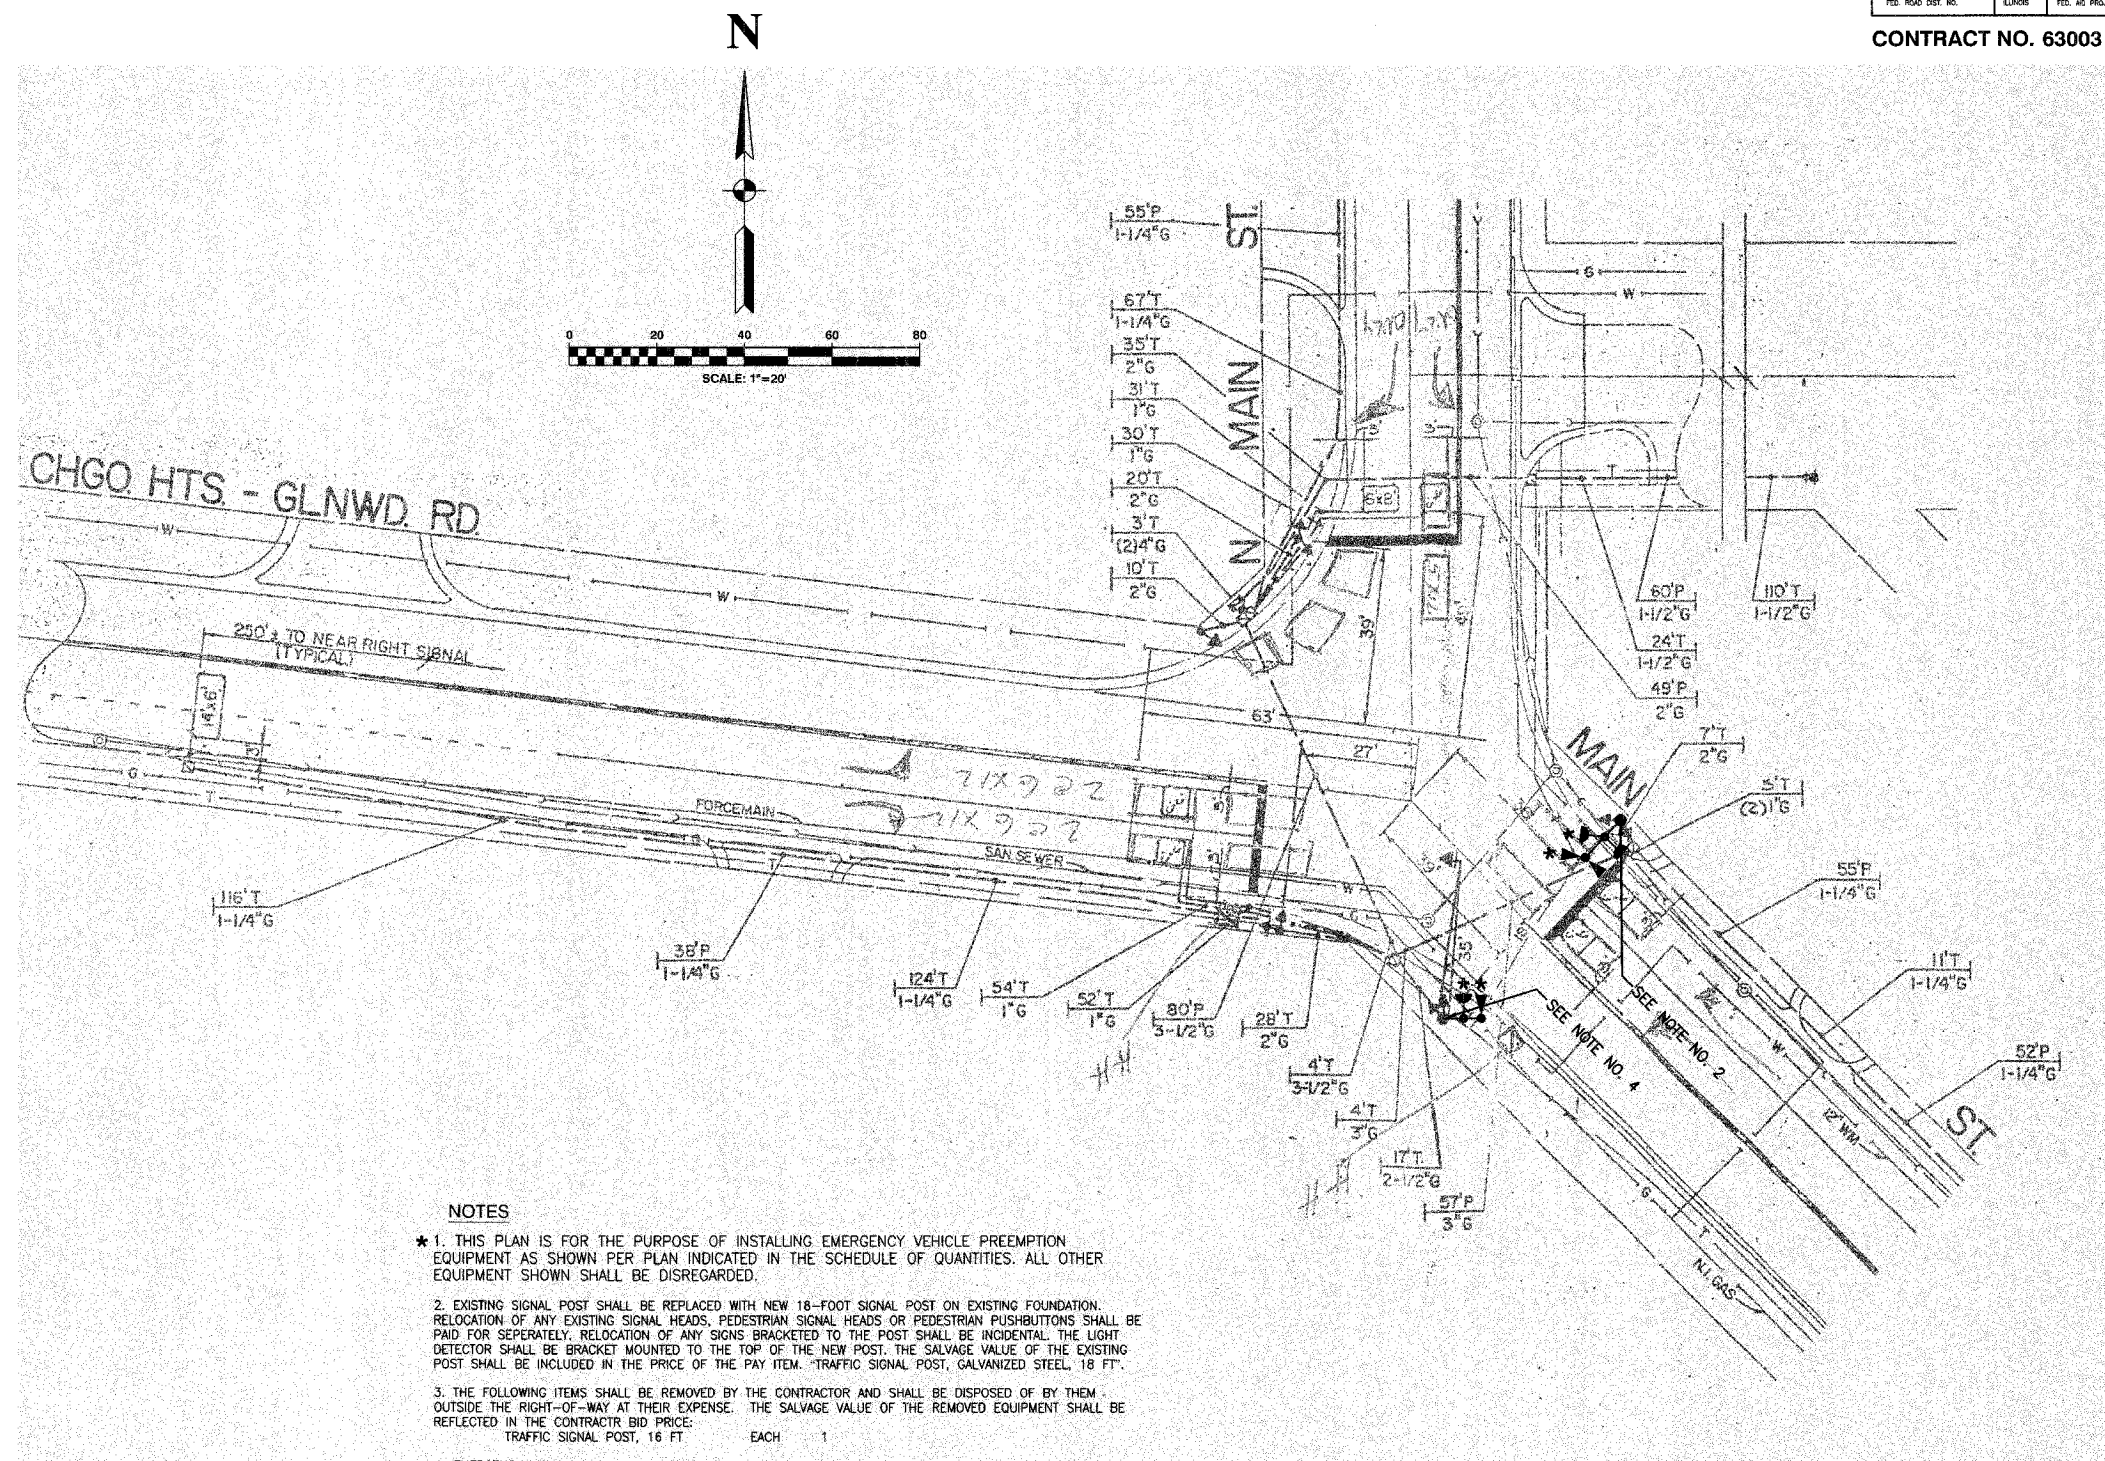 FED. ROAD DIST. NO.
ILLINOIS
CONTRACT NO. 63003
N
0 20 40 60 80
SCALE: 1"=20'
55'P
1-1/4"G
67'T
1-1/4"G
35'T
2"G
31'T
1"G
30'T
1"G
20'T
2"G
3'T
(2)4"G
10'T
2"G
N MAIN ST.
G
W
T
6x8'
39'
60'P
1-1/2"G
110'T
1-1/2"G
24'T
1-1/2"G
49'P
2"G
CHGO. HTS. - GLNWD. RD.
W
W
250'± TO NEAR RIGHT SIGNAL
(TYPICAL)
63'
27'
G
T
FORCEMAIN
SAN. SEWER
W
G
MAIN ST.
7'T
2"G
(2)1"G
55'P
1-1/4"G
11'T
1-1/4"G
52'P
1-1/4"G
116'T
1-1/4"G
38'P
1-1/4"G
124'T
1-1/4"G
54'T
1"G
52'T
1"G
80'P
3-1/2"G
28'T
2"G
4'T
3-1/2"G
4'T
3"G
17'T
2-1/2"G
57'P
3"G
35'
HH
HH
SEE NOTE NO. 4
SEE NOTE NO. 2
W
12" WM
G
T
N.I. GAS
NOTES
* 1. THIS PLAN IS FOR THE PURPOSE OF INSTALLING EMERGENCY VEHICLE PREEMPTION
EQUIPMENT AS SHOWN PER PLAN INDICATED IN THE SCHEDULE OF QUANTITIES. ALL OTHER
EQUIPMENT SHOWN SHALL BE DISREGARDED.
2. EXISTING SIGNAL POST SHALL BE REPLACED WITH NEW 18-FOOT SIGNAL POST ON EXISTING FOUNDATION.
RELOCATION OF ANY EXISTING SIGNAL HEADS, PEDESTRIAN SIGNAL HEADS OR PEDESTRIAN PUSHBUTTONS SHALL BE
PAID FOR SEPERATELY. RELOCATION OF ANY SIGNS BRACKETED TO THE POST SHALL BE INCIDENTAL. THE LIGHT
DETECTOR SHALL BE BRACKET MOUNTED TO THE TOP OF THE NEW POST. THE SALVAGE VALUE OF THE EXISTING
POST SHALL BE INCLUDED IN THE PRICE OF THE PAY ITEM. "TRAFFIC SIGNAL POST, GALVANIZED STEEL, 18 FT".
3. THE FOLLOWING ITEMS SHALL BE REMOVED BY THE CONTRACTOR AND SHALL BE DISPOSED OF BY THEM
OUTSIDE THE RIGHT-OF-WAY AT THEIR EXPENSE. THE SALVAGE VALUE OF THE REMOVED EQUIPMENT SHALL BE
REFLECTED IN THE CONTRACTR BID PRICE:
TRAFFIC SIGNAL POST, 16 FT EACH 1